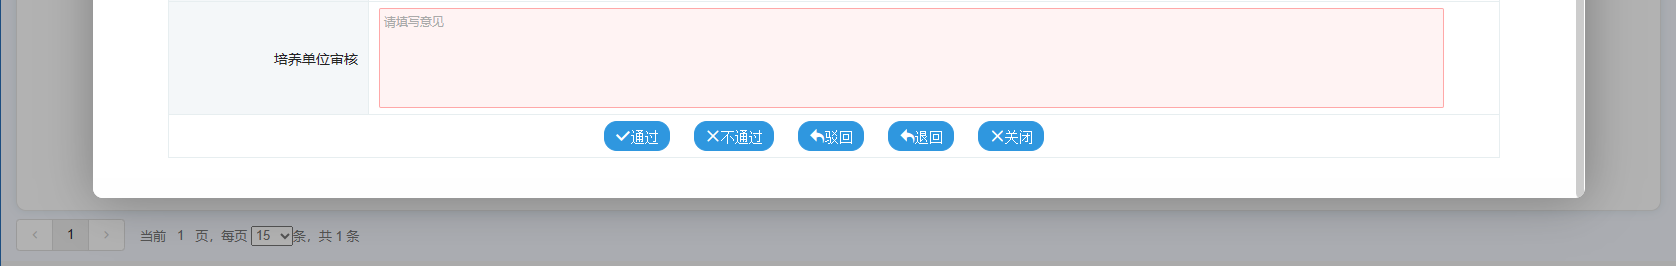 请填写意见
培养单位审核
通过 不通过 驳回 退回 关闭
1 当前 1 页，每页 15 条，共 1 条